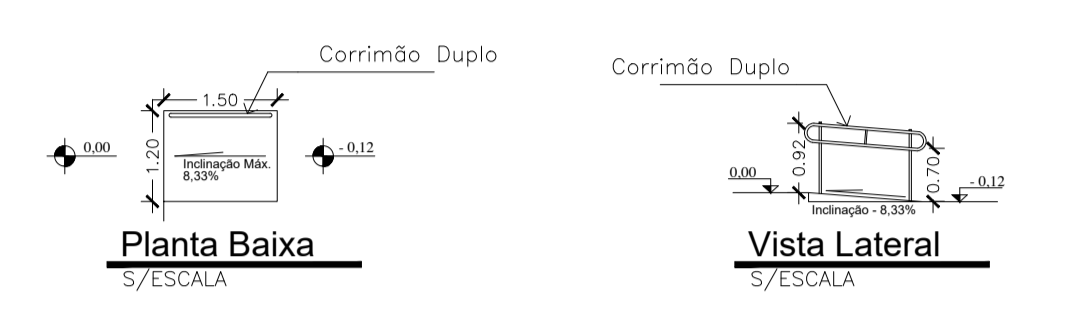 Corrimão Duplo
1.50
1.20
0,00
- 0,12
Inclinação Máx.
8,33%
Planta Baixa
S/ESCALA
Corrimão Duplo
0.92
0.70
0,00
- 0,12
Inclinação - 8,33%
Vista Lateral
S/ESCALA